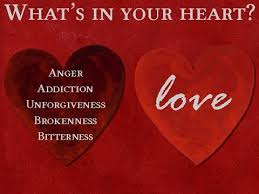 What's in your heart?
Anger
Addiction
Unforgiveness
Brokenness
Bitterness
love